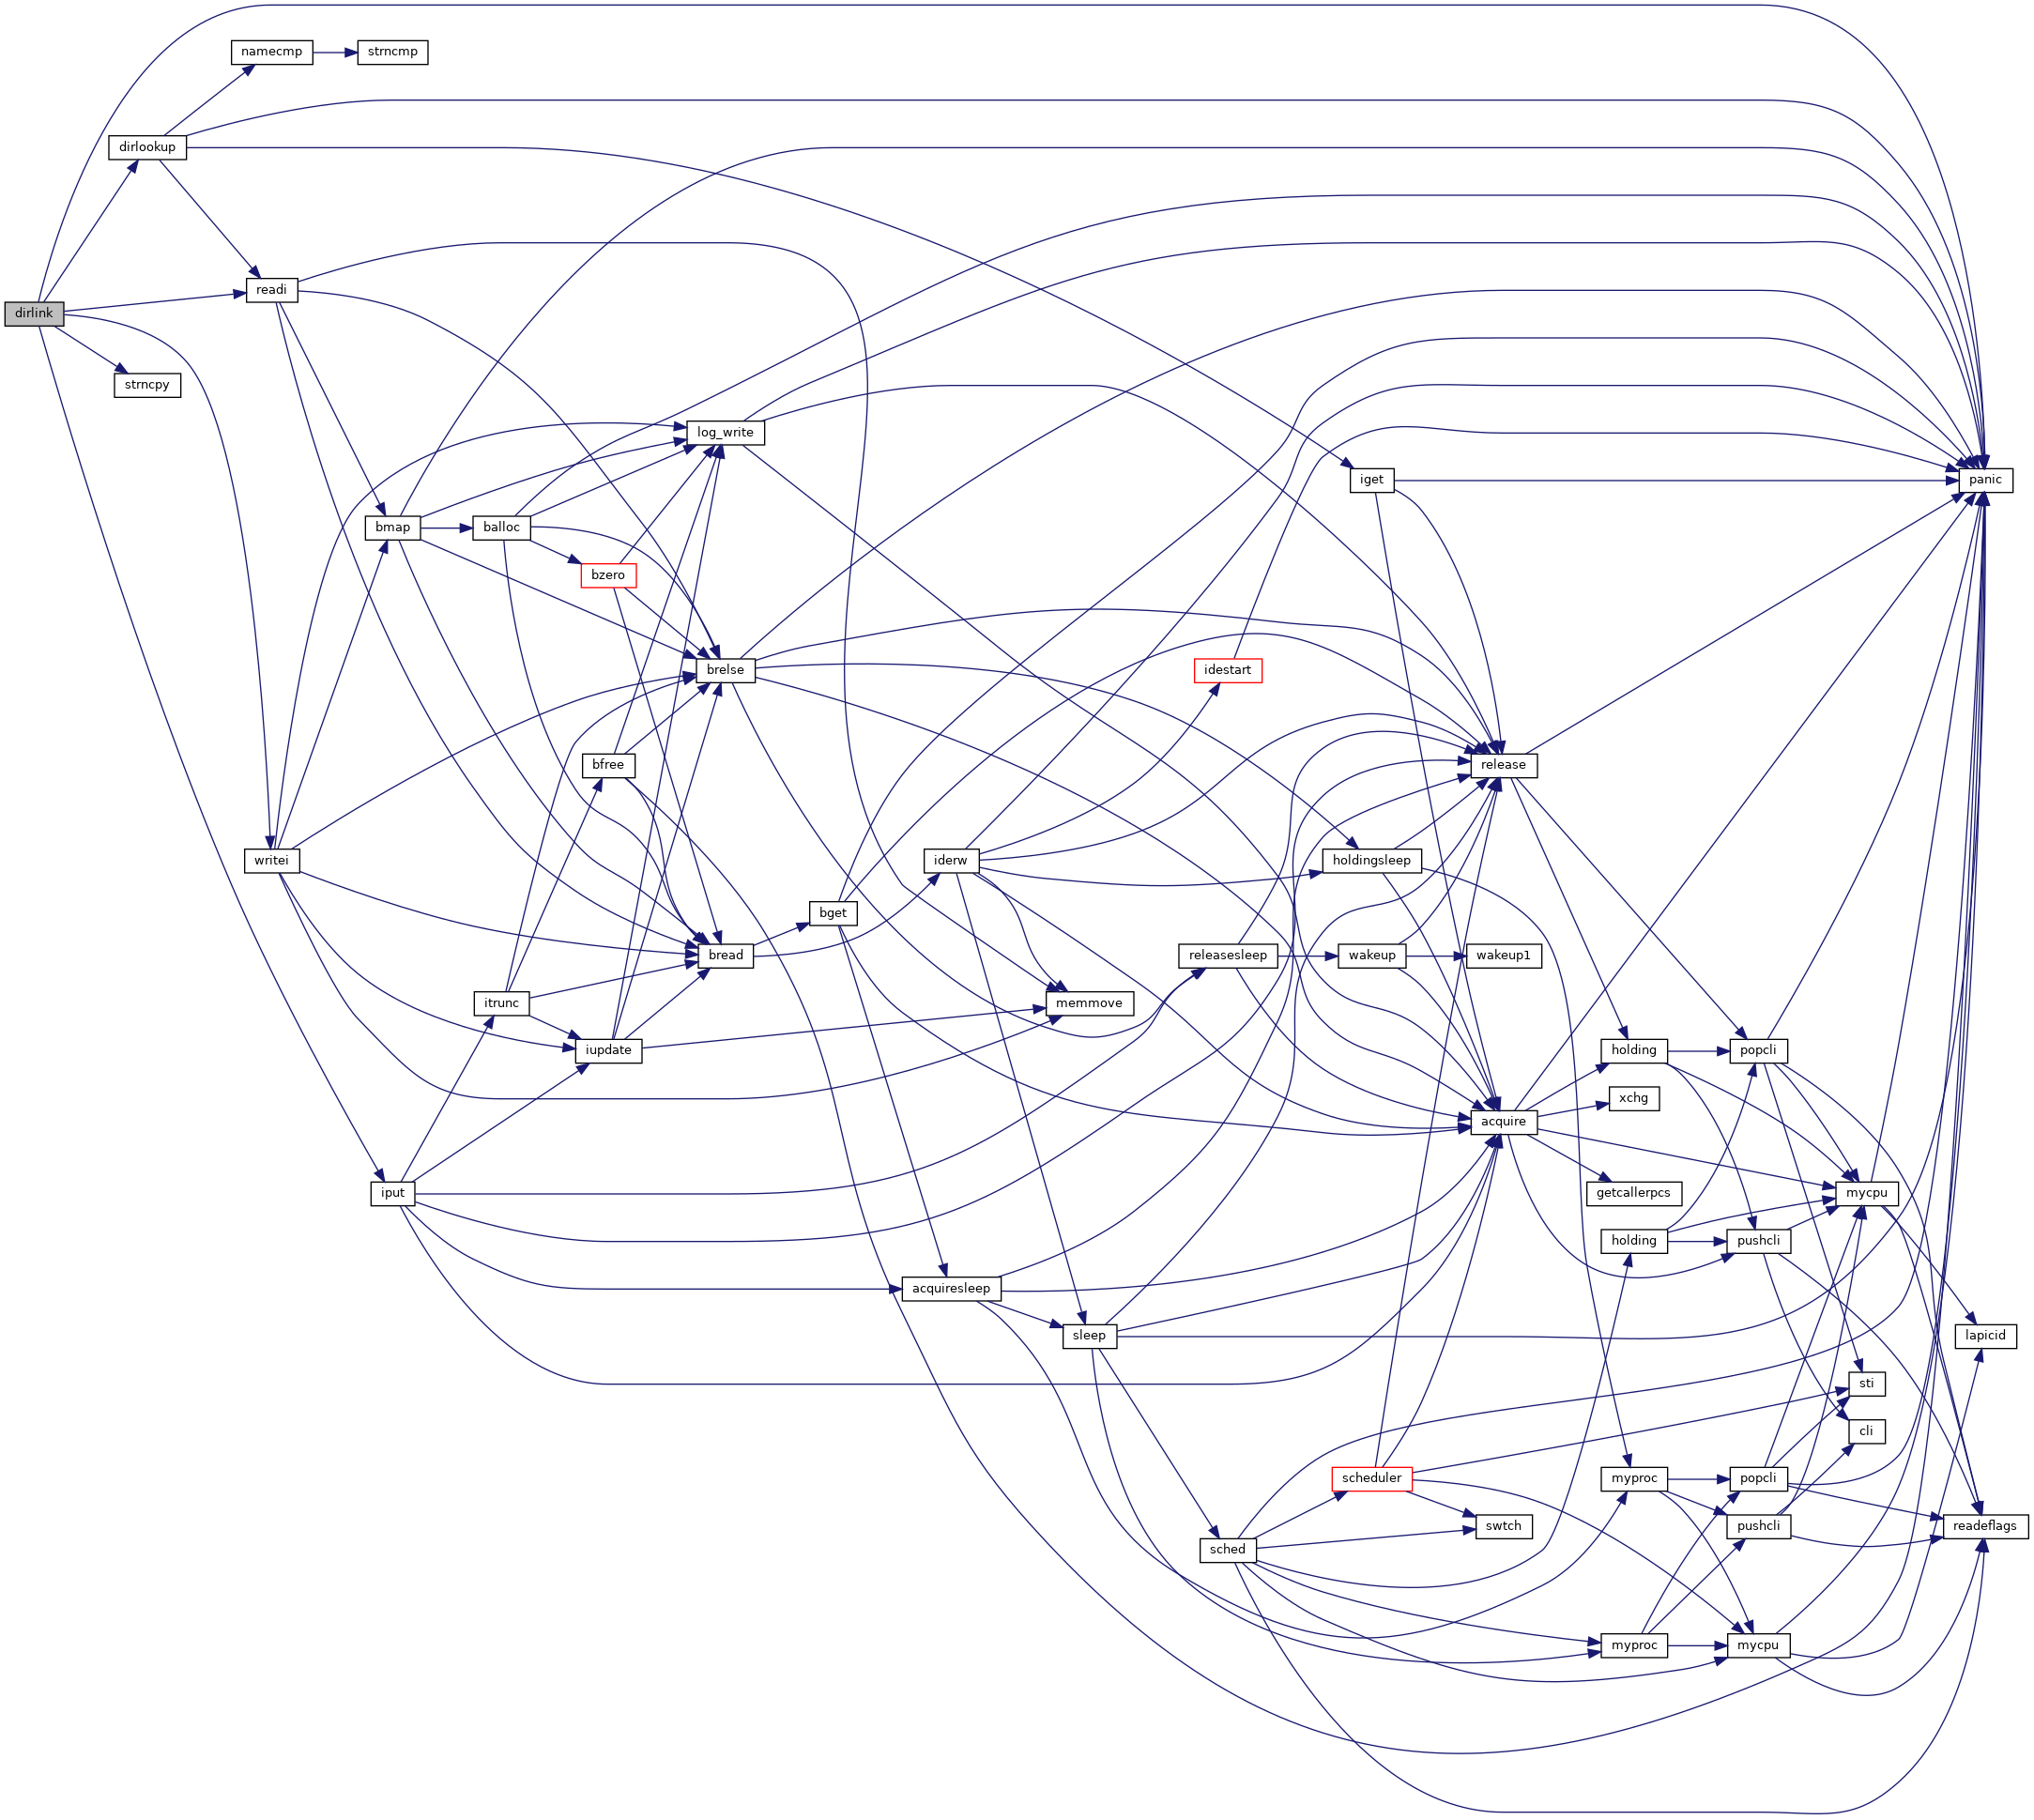 namecmp
strncmp
dirlookup
readi
dirlink
strncpy
log_write
iget
panic
bmap
balloc
bzero
brelse
idestart
bfree
release
writei
iderw
holdingsleep
bget
bread
releasesleep
wakeup
wakeup1
itrunc
memmove
iupdate
holding
popcli
xchg
acquire
iput
getcallerpcs
mycpu
holding
pushcli
acquiresleep
sleep
lapicid
sti
cli
scheduler
myproc
popcli
swtch
pushcli
readeflags
sched
myproc
mycpu